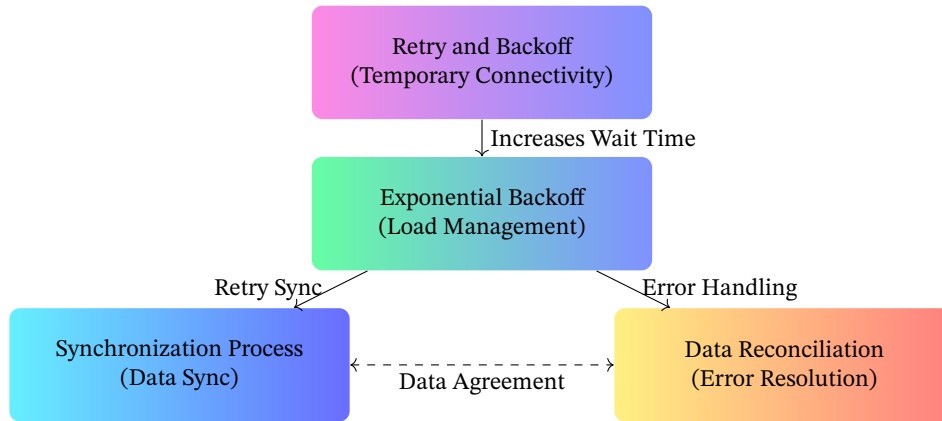 Retry and Backoff
(Temporary Connectivity)
Increases Wait Time
Exponential Backoff
(Load Management)
Retry Sync
Error Handling
Synchronization Process
(Data Sync)
Data Agreement
Data Reconciliation
(Error Resolution)